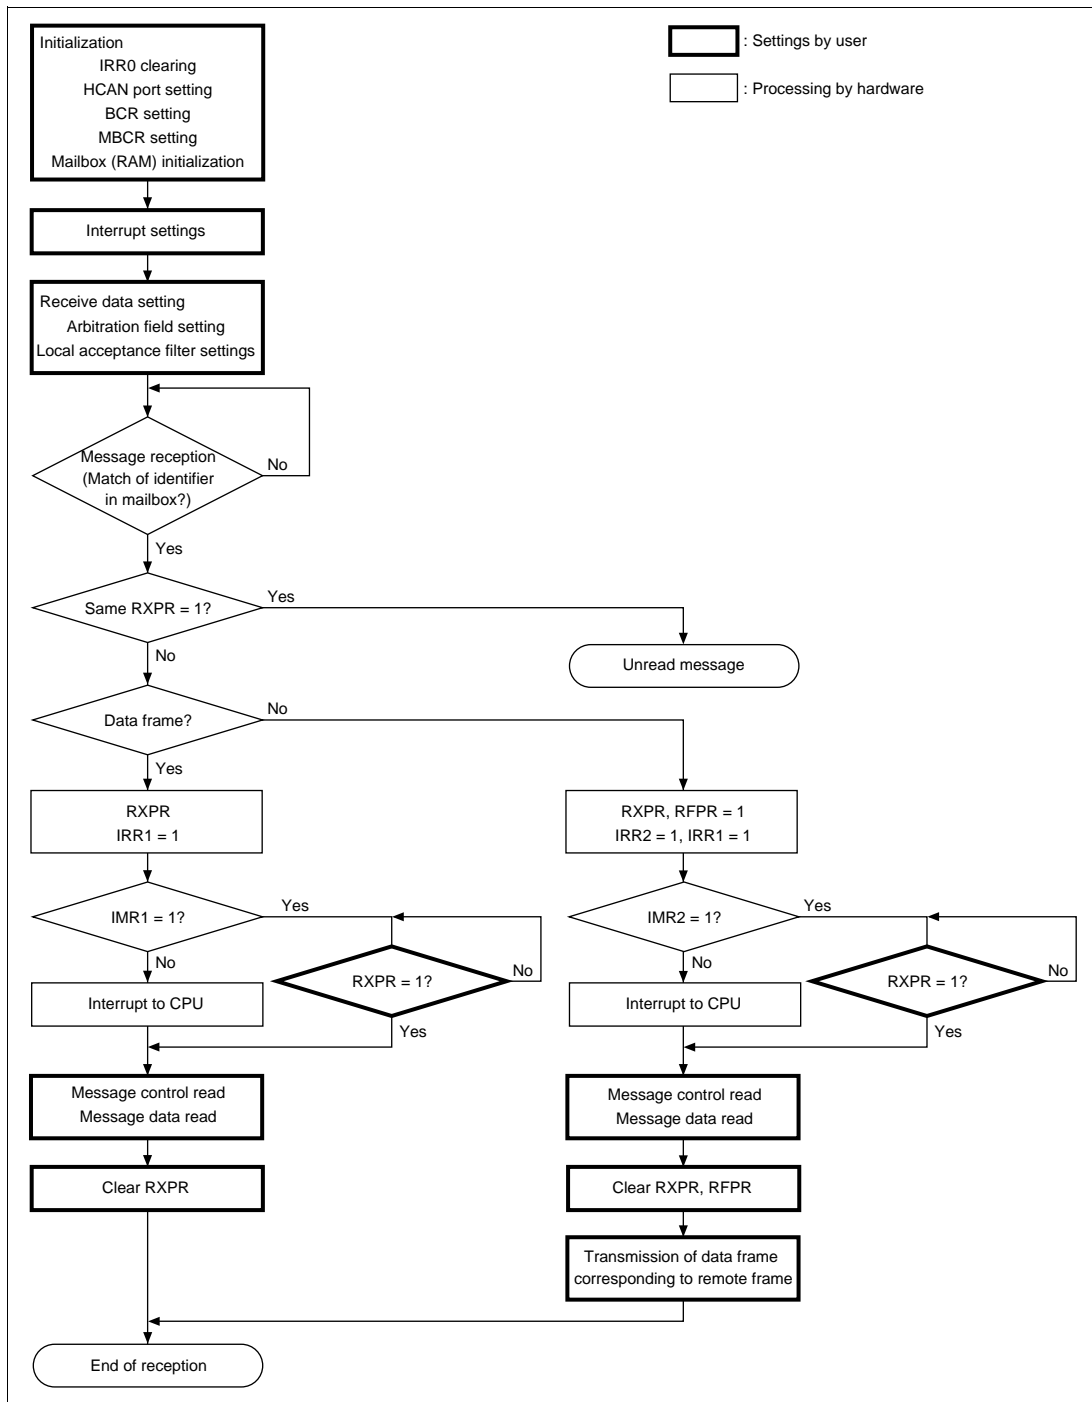 Initialization
IRR0 clearing
HCAN port setting
BCR setting
MBCR setting
Mailbox (RAM) initialization
: Settings by user
: Processing by hardware
Interrupt settings
Receive data setting
Arbitration field setting
Local acceptance filter settings
Message reception
(Match of identifier
in mailbox?)
No
Yes
Same RXPR = 1?
Yes
No
Unread message
Data frame?
No
Yes
RXPR
IRR1 = 1
RXPR, RFPR = 1
IRR2 = 1, IRR1 = 1
IMR1 = 1?
Yes
No
RXPR = 1?
No
Yes
IMR2 = 1?
Yes
No
RXPR = 1?
No
Yes
Interrupt to CPU
Interrupt to CPU
Message control read
Message data read
Message control read
Message data read
Clear RXPR
Clear RXPR, RFPR
Transmission of data frame
corresponding to remote frame
End of reception